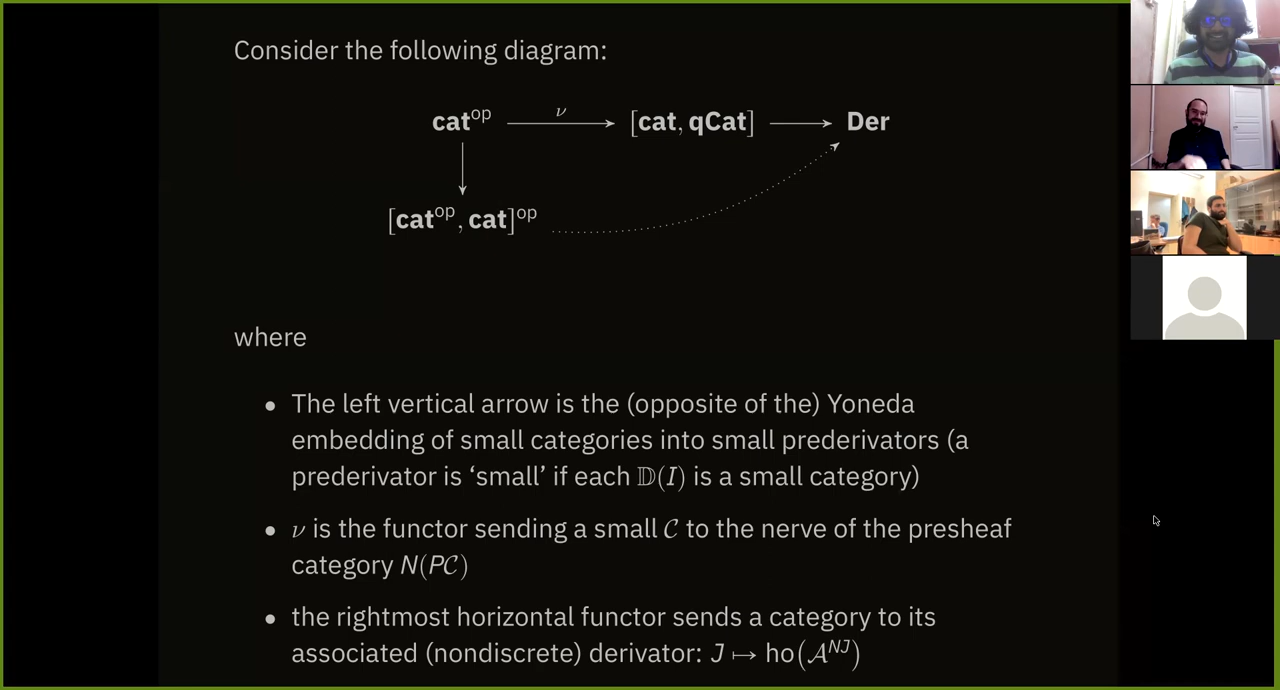 Consider the following diagram:
cat^op ν [cat, qCat] Der
[cat^op, cat]^op
where
• The left vertical arrow is the (opposite of the) Yoneda
embedding of small categories into small prederivators (a
prederivator is ‘small’ if each 𝔻(I) is a small category)
• ν is the functor sending a small 𝒞 to the nerve of the presheaf
category N(P𝒞)
• the rightmost horizontal functor sends a category to its
associated (nondiscrete) derivator: J ↦ ho(𝒜^NJ)